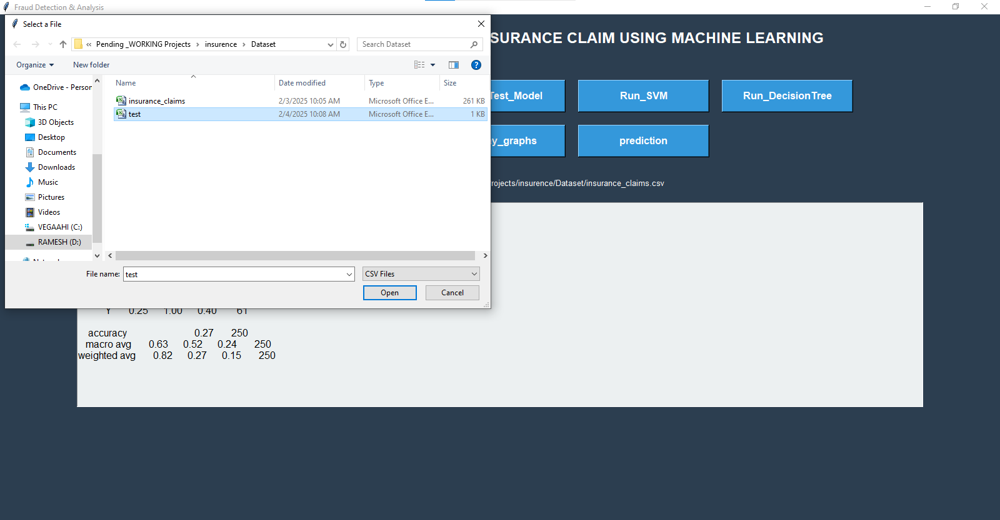 Fraud Detection & Analysis
Select a File
SURANCE CLAIM USING MACHINE LEARNING
« Pending _WORKING Projects > insurence > Dataset
Search Dataset
Organize
New folder
Name
Date modified
Type
Size
OneDrive - Person
This PC
3D Objects
Desktop
Documents
Downloads
Music
Pictures
Videos
VEGAAHI (C:)
RAMESH (D:)
insurance_claims 2/3/2025 10:05 AM Microsoft Office E... 261 KB
test 2/4/2025 10:08 AM Microsoft Office E... 1 KB
File name: test
CSV Files
Open
Cancel
Test_Model
Run_SVM
Run_DecisionTree
y_graphs
prediction
rojects/insurence/Dataset/insurance_claims.csv
Y 0.25 1.00 0.40 61
accuracy 0.27 250
macro avg 0.63 0.52 0.24 250
weighted avg 0.82 0.27 0.15 250